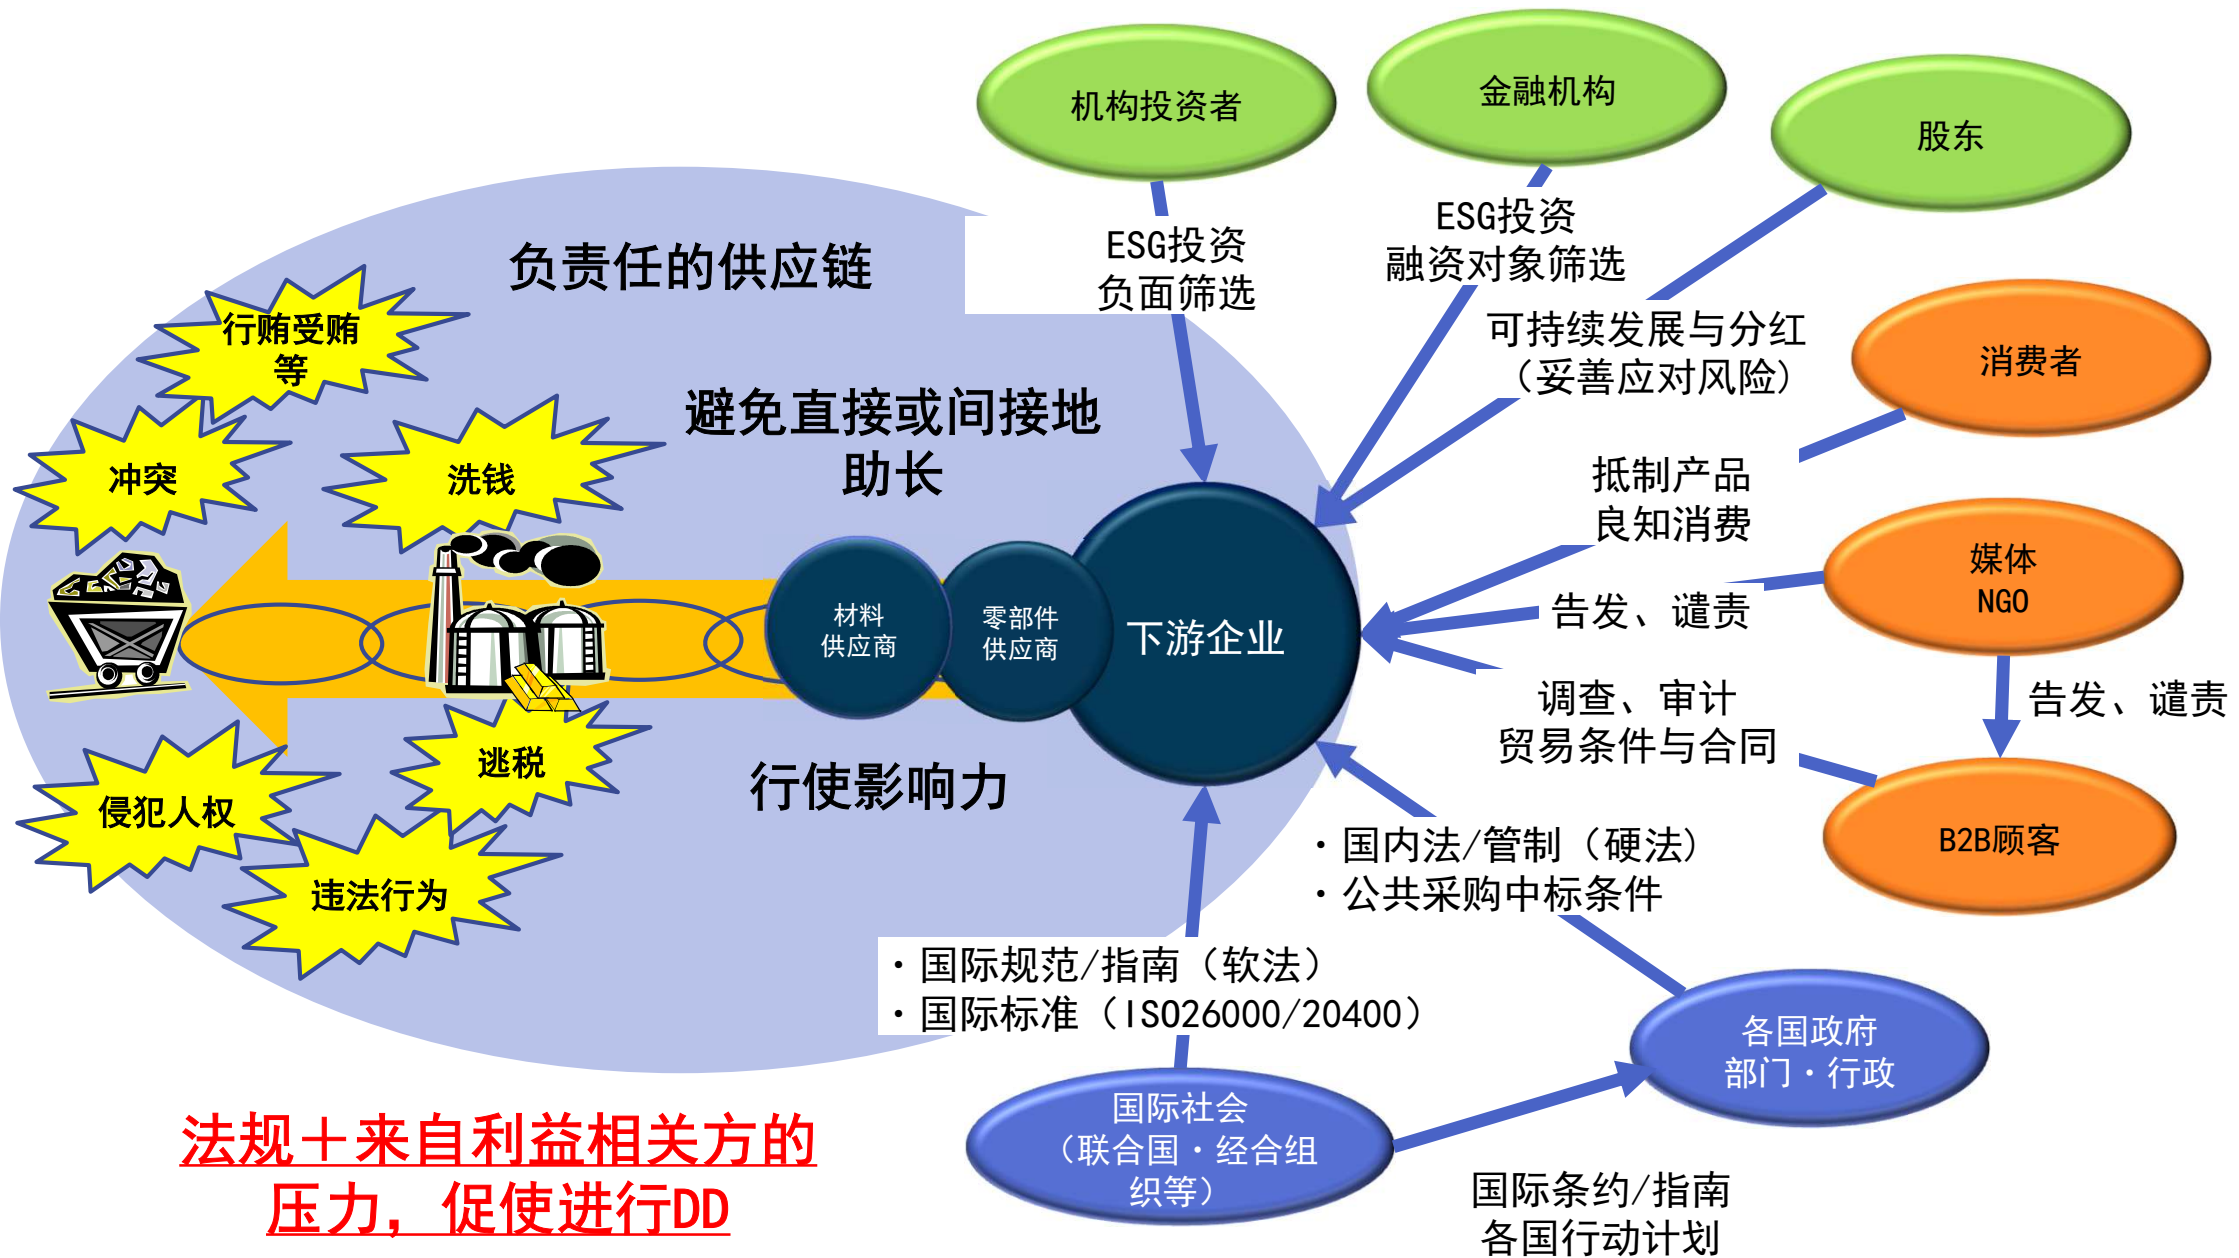 机构投资者
金融机构
股东
ESG投资
负面筛选
ESG投资
融资对象筛选
可持续发展与分红
（妥善应对风险）
消费者
抵制产品
良知消费
媒体
NGO
告发、谴责
告发、谴责
调查、审计
贸易条件与合同
B2B顾客
・国内法/管制（硬法）
・公共采购中标条件
・国际规范/指南（软法）
・国际标准（ISO26000/20400）
各国政府
部门・行政
国际社会
（联合国・经合组
织等）
国际条约/指南
各国行动计划
负责任的供应链
行贿受贿
等
冲突
洗钱
避免直接或间接地
助长
材料
供应商
零部件
供应商
下游企业
逃税
侵犯人权
违法行为
行使影响力
法规＋来自利益相关方的
压力，促使进行DD